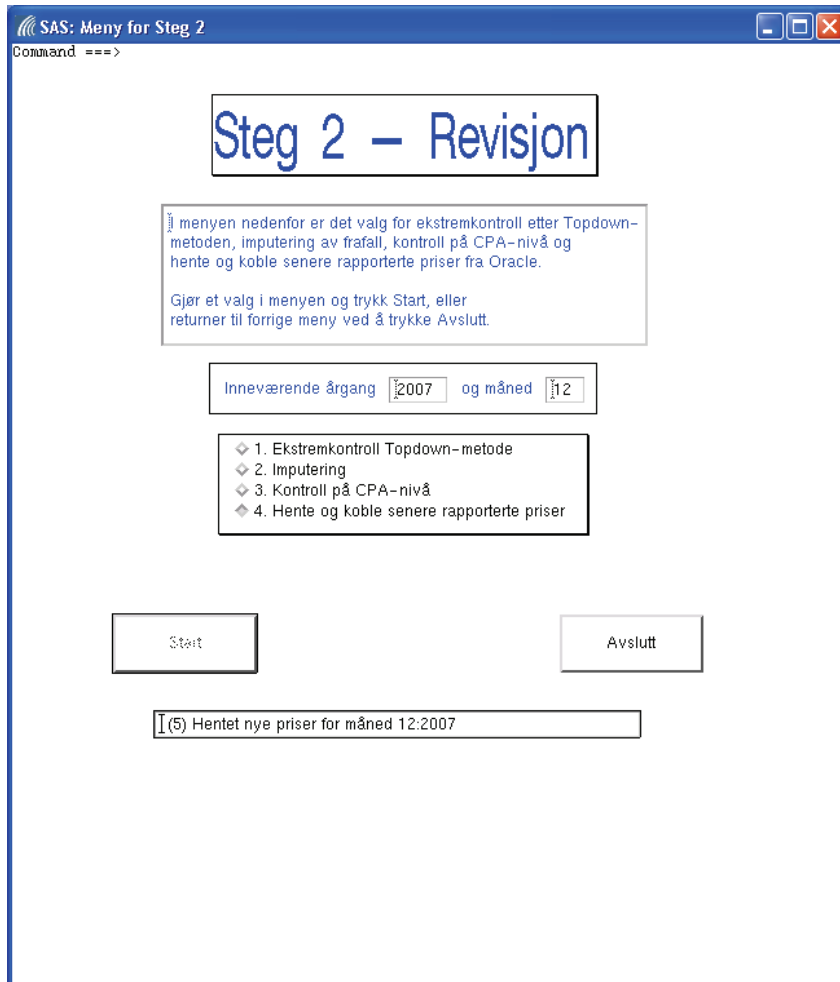 SAS: Meny for Steg 2
Command ===>
Steg 2 – Revisjon
I menyen nedenfor er det valg for ekstremkontroll etter Topdown–
metoden, imputering av frafall, kontroll på CPA–nivå og
hente og koble senere rapporterte priser fra Oracle.
Gjør et valg i menyen og trykk Start, eller
returner til forrige meny ved å trykke Avslutt.
Inneværende årgang 2007 og måned 12
1. Ekstremkontroll Topdown–metode
2. Imputering
3. Kontroll på CPA–nivå
4. Hente og koble senere rapporterte priser
Start Avslutt
(5) Hentet nye priser for måned 12:2007